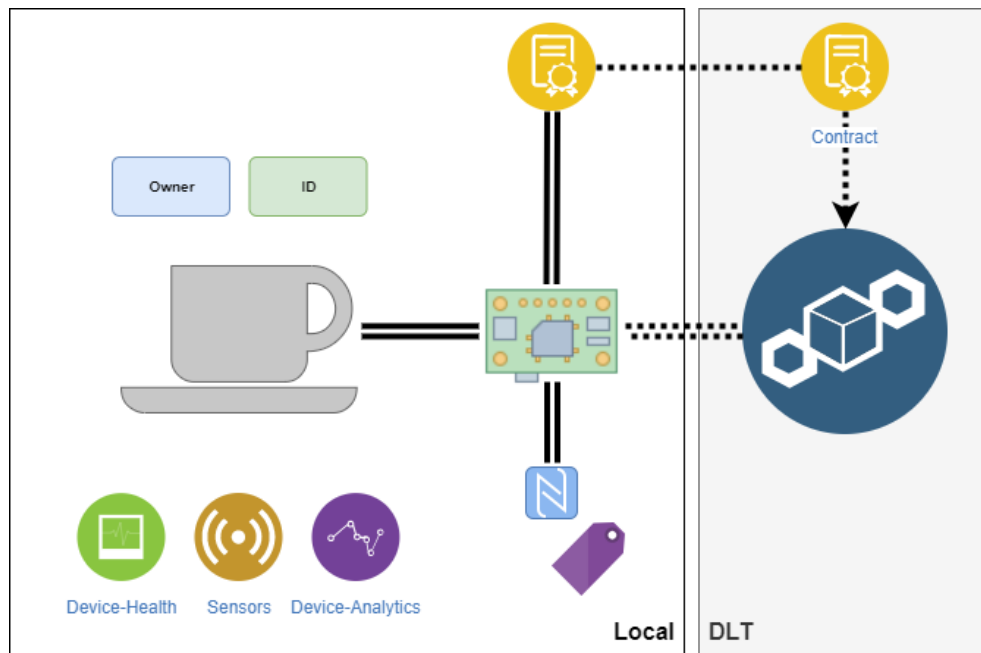 Contract
Owner
ID
Device-Health
Sensors
Device-Analytics
Local
DLT